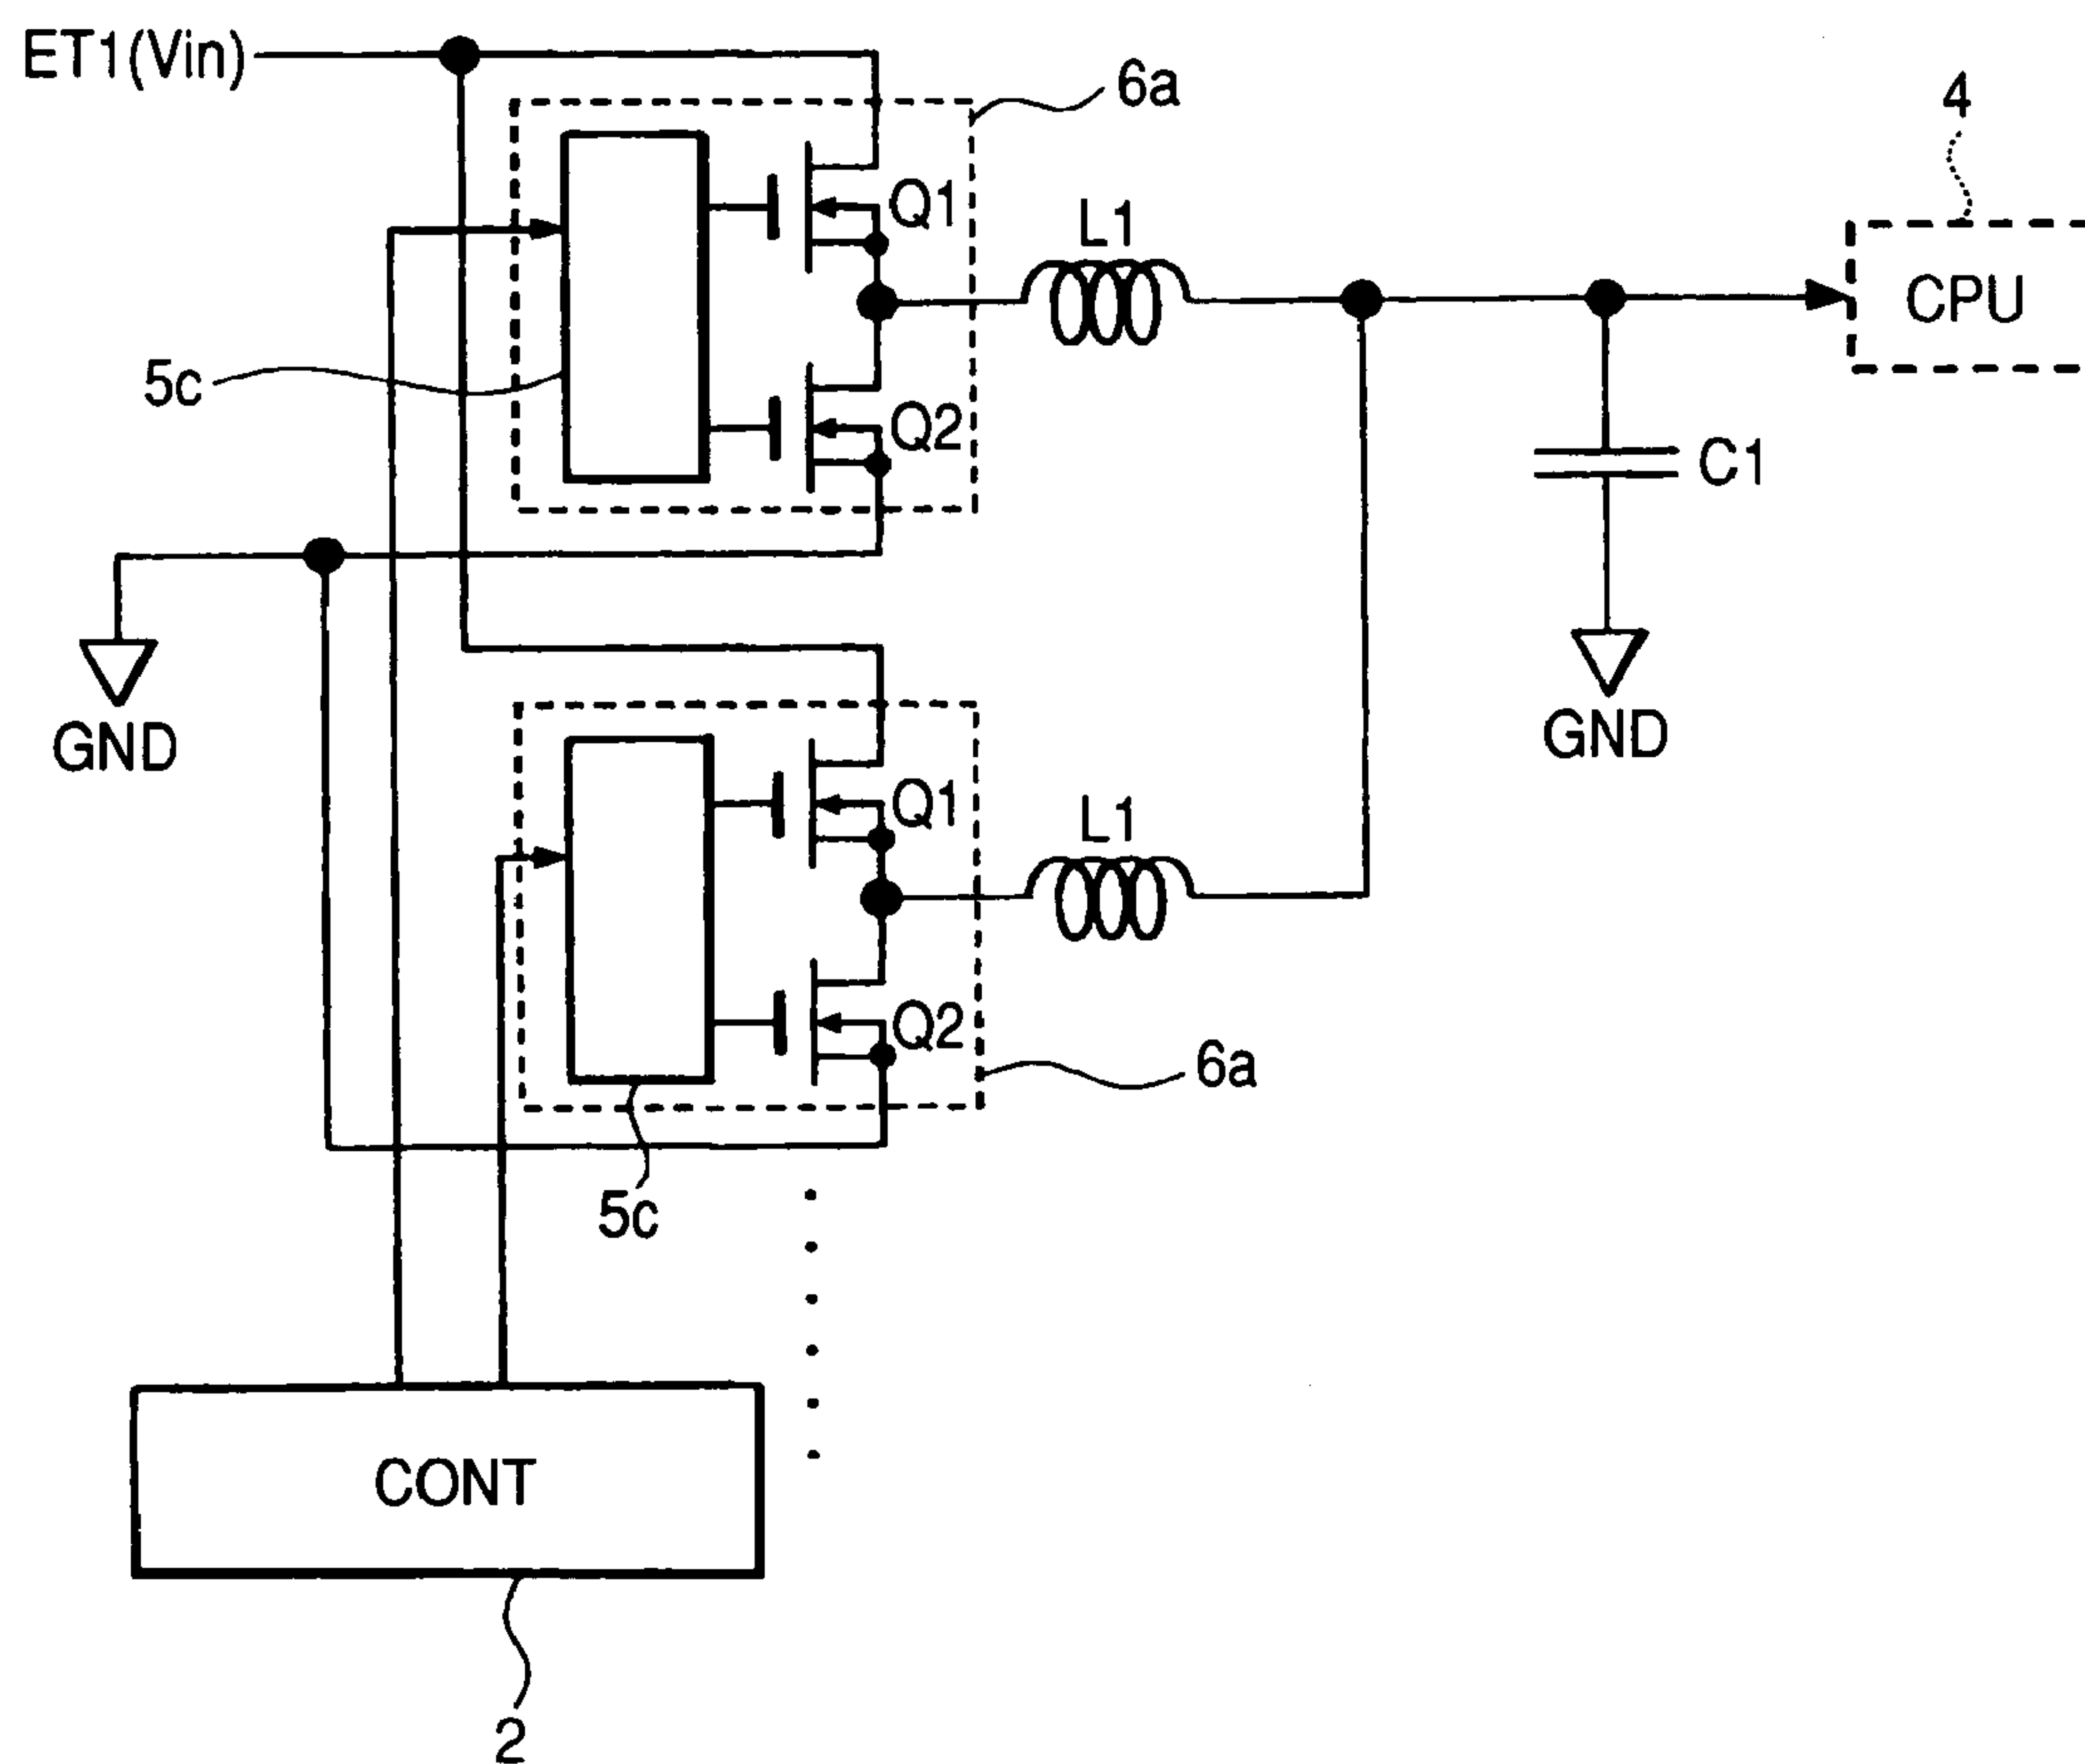 ET1(Vin)
6a
4
Q1
L1
CPU
5c
Q2
C1
GND
GND
Q1
L1
Q2
6a
5c
CONT
2